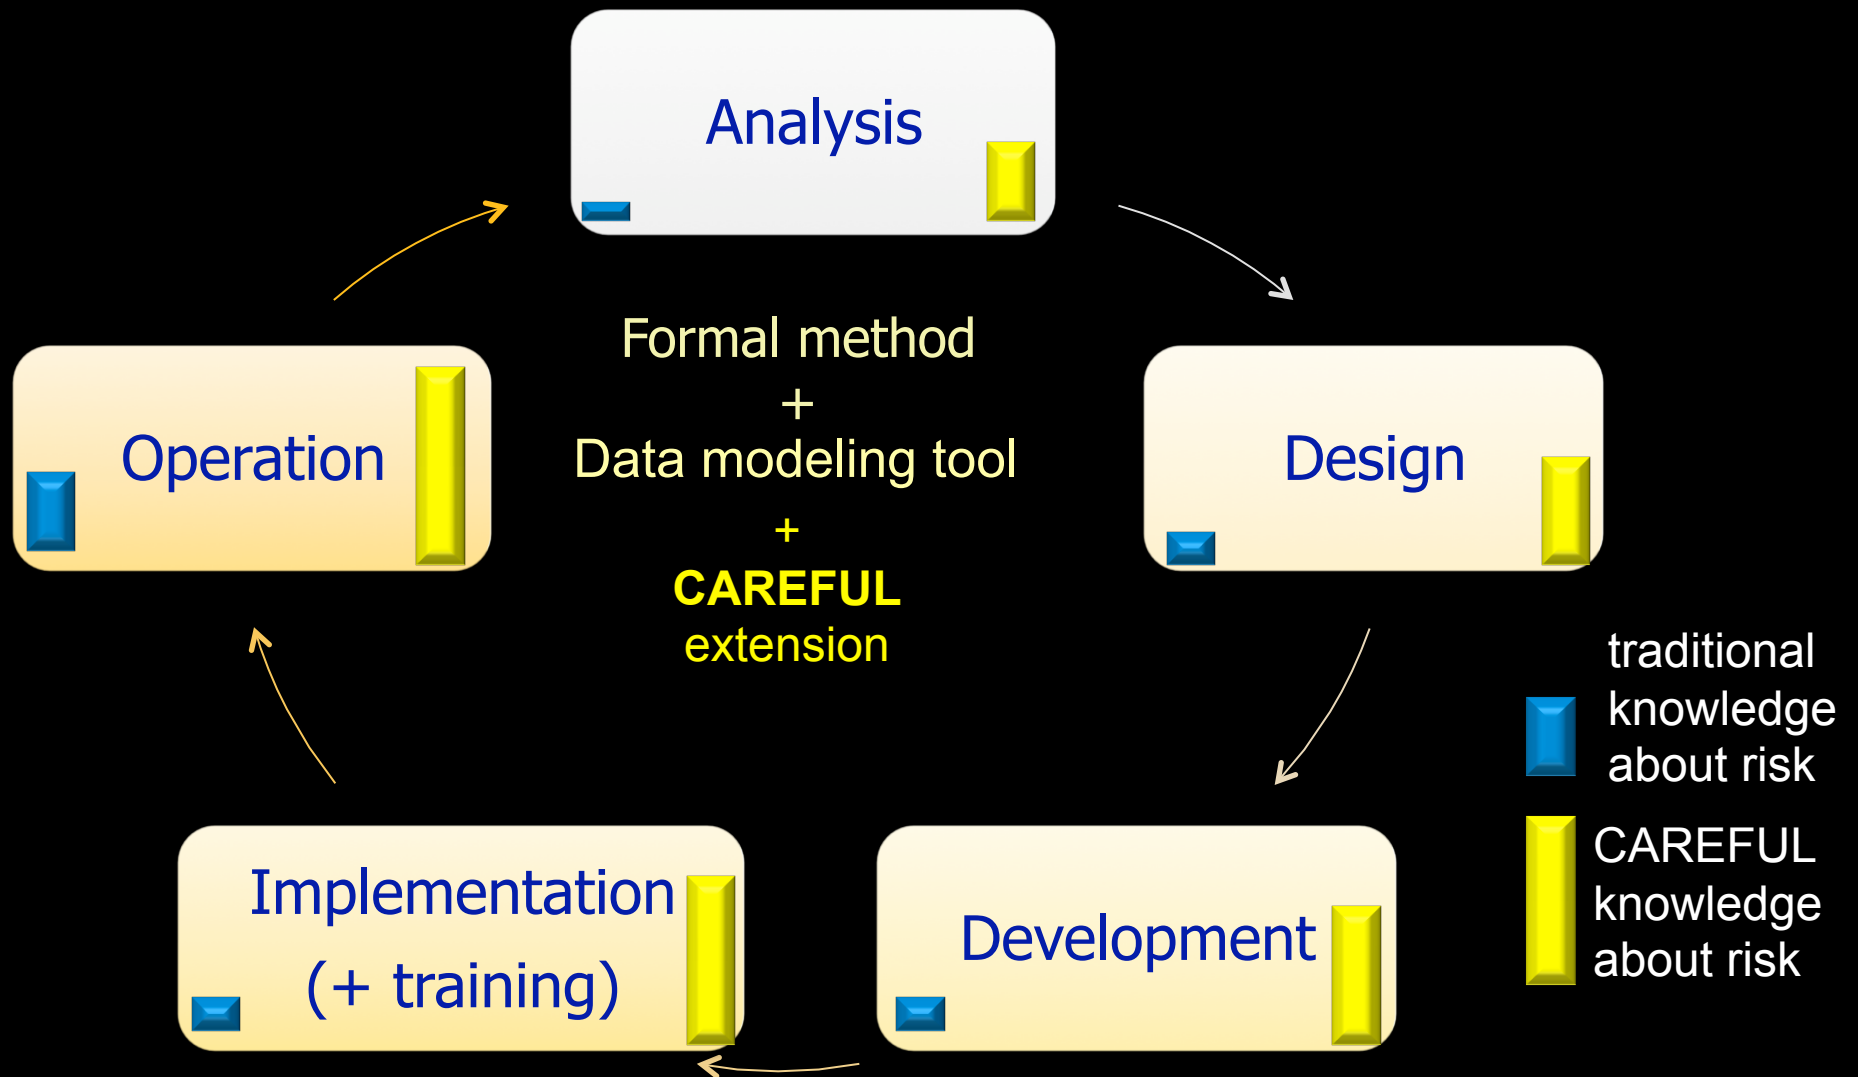 Analysis
Formal method
+
Data modeling tool
+
CAREFUL
extension
Operation
Design
Implementation
(+ training)
Development
traditional
knowledge
about risk
CAREFUL
knowledge
about risk